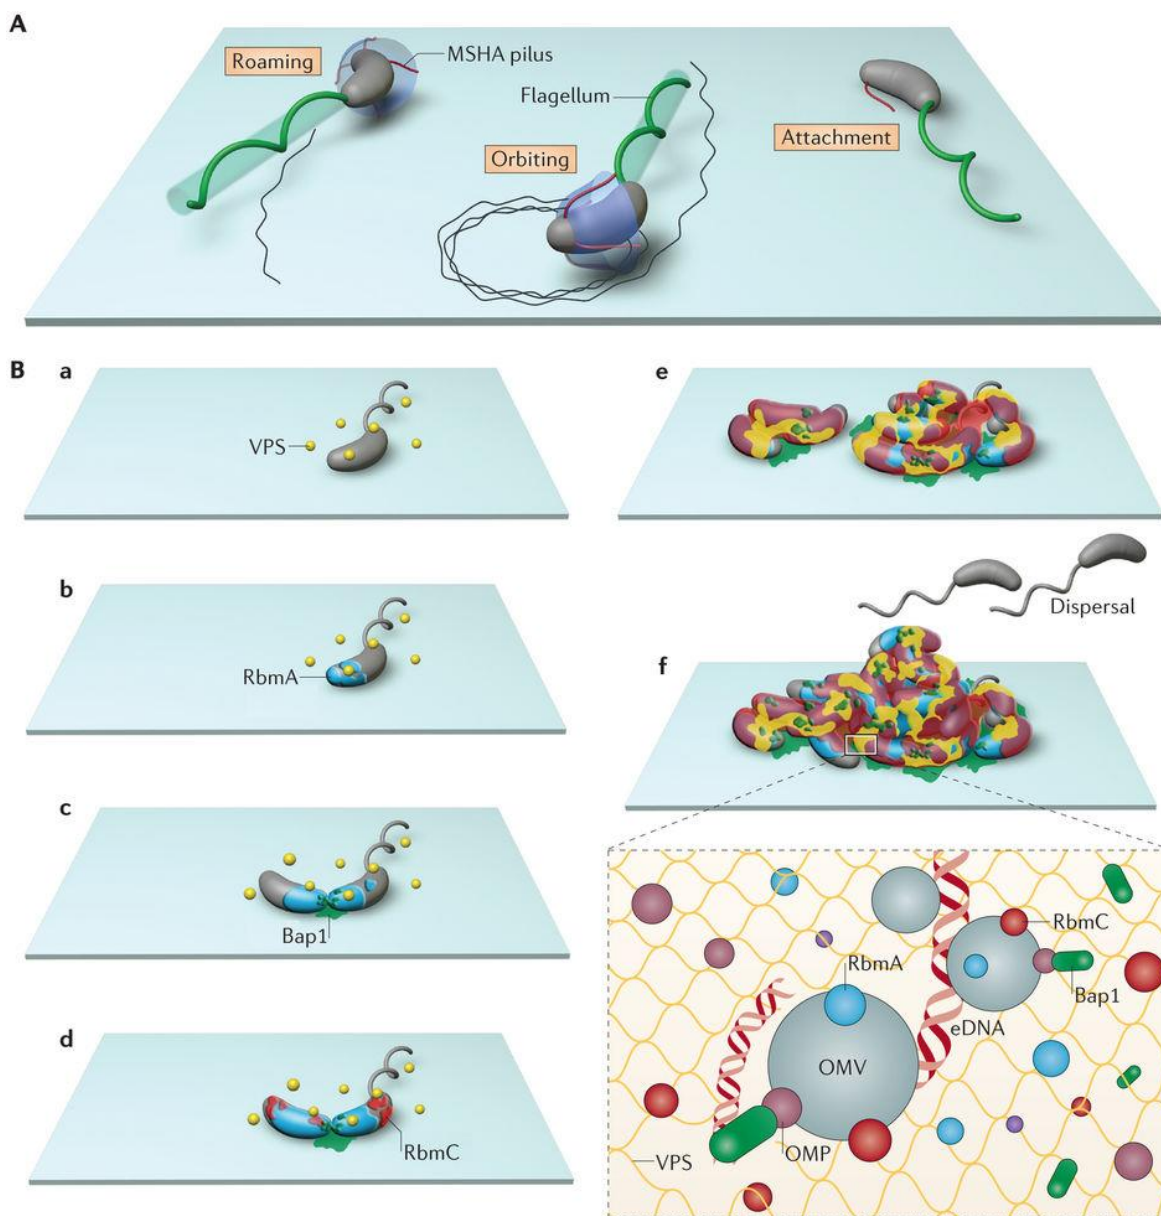 A
Roaming
MSHA pilus
Flagellum
Orbiting
Attachment
B
a
VPS
b
RbmA
c
Bap1
d
RbmC
e
Dispersal
f
RbmC
RbmA
Bap1
eDNA
OMV
VPS
OMP